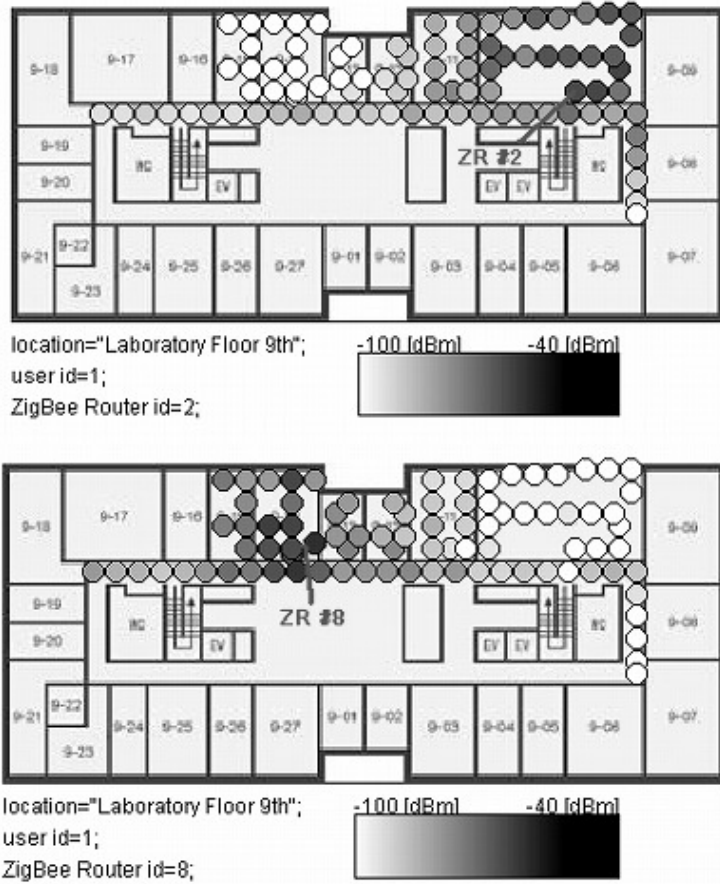 9-18
9-17
9-16
9-11
9-09
9-19
WC
ZR #2
WC
9-08
9-20
EV
EV
EV
9-21
9-22
9-24
9-25
9-26
9-27
9-01
9-02
9-03
9-04
9-05
9-06
9-07
9-23
location="Laboratory Floor 9th";
-100 [dBm]
-40 [dBm]
user id=1;
ZigBee Router id=2;
9-18
9-17
9-16
9-11
9-09
9-19
WC
ZR #8
WC
9-08
9-20
EV
EV
EV
9-21
9-22
9-24
9-25
9-26
9-27
9-01
9-02
9-03
9-04
9-05
9-06
9-07
9-23
location="Laboratory Floor 9th";
-100 [dBm]
-40 [dBm]
user id=1;
ZigBee Router id=8;